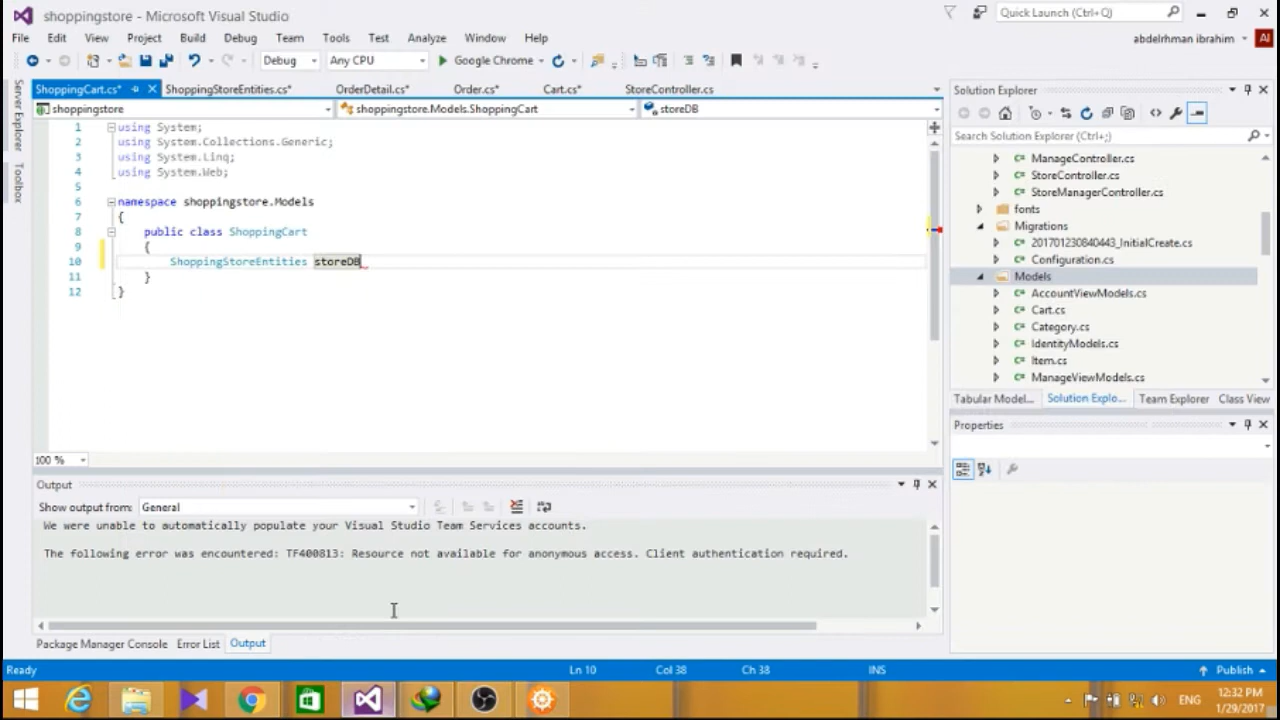 shoppingstore - Microsoft Visual Studio
Quick Launch (Ctrl+Q)
File Edit View Project Build Debug Team Tools Test Analyze Window Help
abdelrhman ibrahim AI
Debug Any CPU Google Chrome
Server Explorer
Toolbox
ShoppingCart.cs* ShoppingStoreEntities.cs* OrderDetail.cs* Order.cs* Cart.cs* StoreController.cs
shoppingstore shoppingstore.Models.ShoppingCart storeDB
1 using System;
2 using System.Collections.Generic;
3 using System.Linq;
4 using System.Web;
5
6 namespace shoppingstore.Models
7 {
8 public class ShoppingCart
9 {
10 ShoppingStoreEntities storeDB
11 }
12 }
100 %
Solution Explorer
Search Solution Explorer (Ctrl+;)
ManageController.cs
StoreController.cs
StoreManagerController.cs
fonts
Migrations
201701230840443_InitialCreate.cs
Configuration.cs
Models
AccountViewModels.cs
Cart.cs
Category.cs
IdentityModels.cs
Item.cs
ManageViewModels.cs
Tabular Model... Solution Explo... Team Explorer Class View
Properties
Output
Show output from: General
We were unable to automatically populate your Visual Studio Team Services accounts.
The following error was encountered: TF400813: Resource not available for anonymous access. Client authentication required.
Package Manager Console Error List Output
Ready Ln 10 Col 38 Ch 38 INS Publish
ENG
12:32 PM
1/29/2017